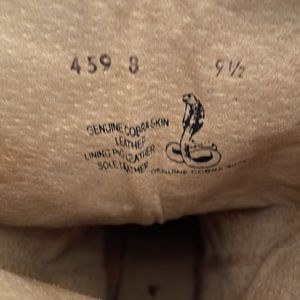 459 8 9½
GENUINE COBRA SKIN
LEATHER
LINING PIG LEATHER
SOLE LEATHER
GENUINE COBRA